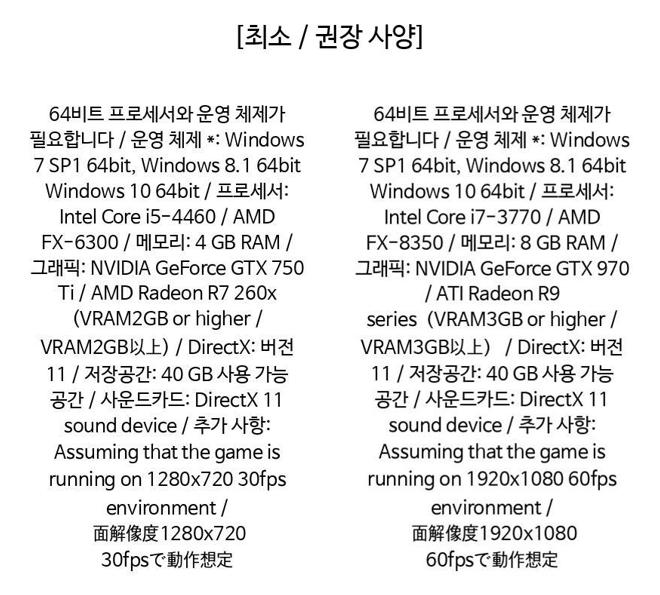 [최소 / 권장 사양]
64비트 프로세서와 운영 체제가
필요합니다 / 운영 체제 *: Windows
7 SP1 64bit, Windows 8.1 64bit
Windows 10 64bit / 프로세서:
Intel Core i5-4460 / AMD
FX-6300 / 메모리: 4 GB RAM /
그래픽: NVIDIA GeForce GTX 750
Ti / AMD Radeon R7 260x
(VRAM2GB or higher /
VRAM2GB以上) / DirectX: 버전
11 / 저장공간: 40 GB 사용 가능
공간 / 사운드카드: DirectX 11
sound device / 추가 사항:
Assuming that the game is
running on 1280x720 30fps
environment /
面解像度1280x720
30fpsで動作想定
64비트 프로세서와 운영 체제가
필요합니다 / 운영 체제 *: Windows
7 SP1 64bit, Windows 8.1 64bit
Windows 10 64bit / 프로세서:
Intel Core i7-3770 / AMD
FX-8350 / 메모리: 8 GB RAM /
그래픽: NVIDIA GeForce GTX 970
/ ATI Radeon R9
series (VRAM3GB or higher /
VRAM3GB以上) / DirectX: 버전
11 / 저장공간: 40 GB 사용 가능
공간 / 사운드카드: DirectX 11
sound device / 추가 사항:
Assuming that the game is
running on 1920x1080 60fps
environment /
面解像度1920x1080
60fpsで動作想定